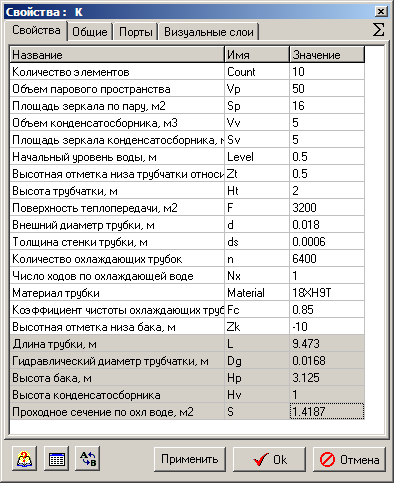 Свойства : K
Свойства Общие Порты Визуальные слои Σ
Название Имя Значение
Количество элементов Count 10
Объем парового пространства Vp 50
Площадь зеркала по пару, м2 Sp 16
Объем конденсатосборника, м3 Vv 5
Площадь зеркала конденсатосборника, м Sv 5
Начальный уровень воды, м Level 0.5
Высотная отметка низа трубчатки относи Zt 0.5
Высота трубчатки, м Ht 2
Поверхность теплопередачи, м2 F 3200
Внешний диаметр трубки, м d 0.018
Толщина стенки трубки, м ds 0.0006
Количество охлаждающих трубок n 6400
Число ходов по охлаждающей воде Nx 1
Материал трубки Material 18ХН9Т
Коэффициент чистоты охлаждающих труб Fc 0.85
Высотная отметка низа бака, м Zk -10
Длина трубки, м L 9.473
Гидравлический диаметр трубчатки, м Dg 0.0168
Высота бака, м Hp 3.125
Высота конденсатосборника Hv 1
Проходное сечение по охл воде, м2 S 1.4187
A B Применить Ok Отмена